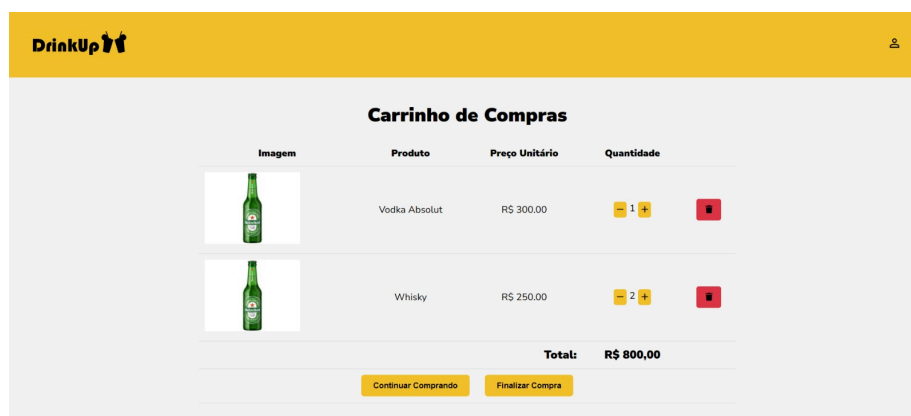 DrinkUp
Carrinho de Compras
Imagem Produto Preço Unitário Quantidade
Vodka Absolut R$ 300.00 − 1 +
Whisky R$ 250.00 − 2 +
Total: R$ 800,00
Continuar Comprando Finalizar Compra